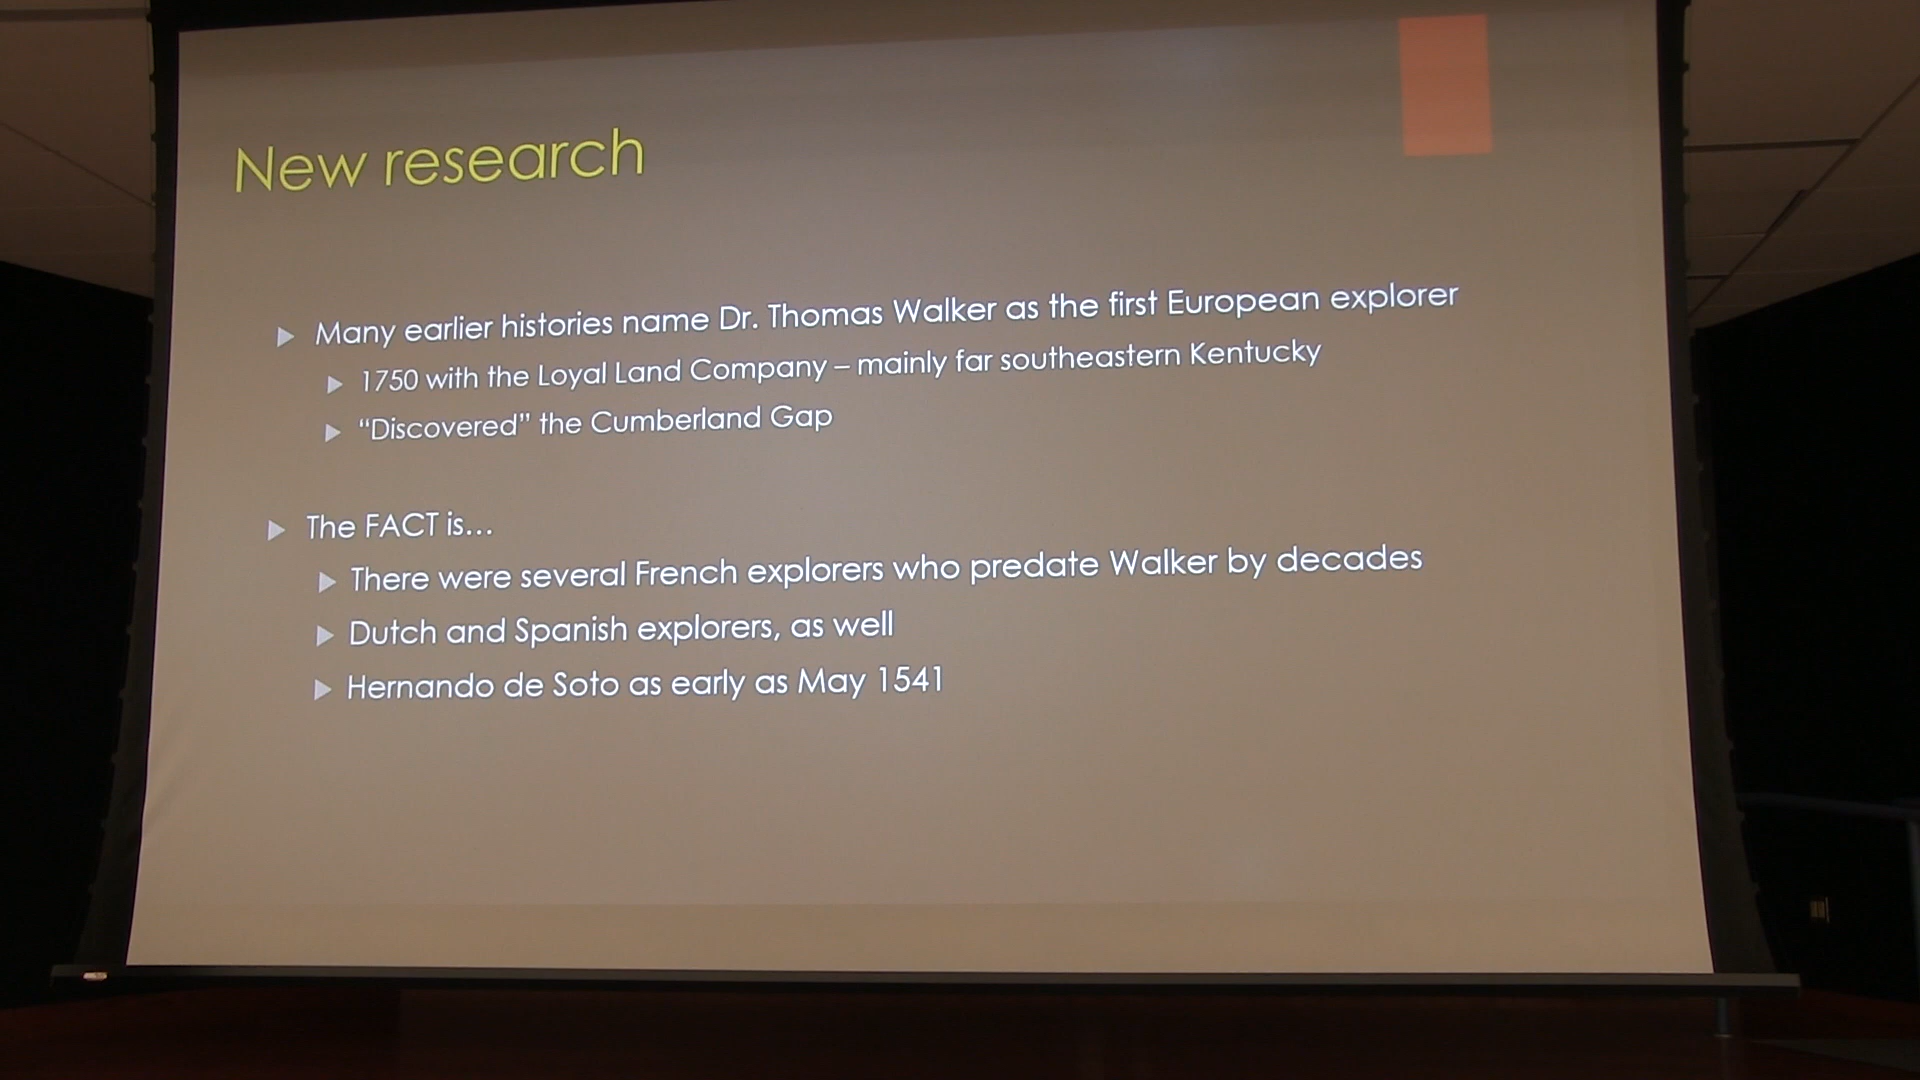 New research
Many earlier histories name Dr. Thomas Walker as the first European explorer
1750 with the Loyal Land Company – mainly far southeastern Kentucky
“Discovered” the Cumberland Gap
The FACT is...
There were several French explorers who predate Walker by decades
Dutch and Spanish explorers, as well
Hernando de Soto as early as May 1541